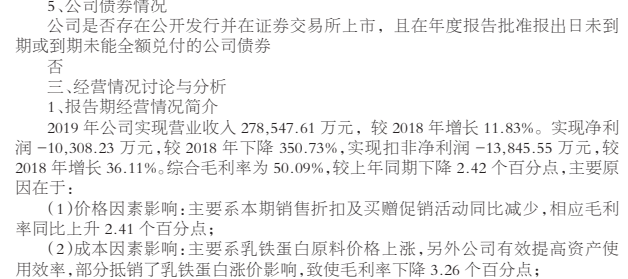 5、公司债券情况
公司是否存在公开发行并在证券交易所上市，且在年度报告批准报出日未到
期或到期未能全额兑付的公司债券
否
三、经营情况讨论与分析
1、报告期经营情况简介
2019 年公司实现营业收入 278,547.61 万元，较 2018 年增长 11.83%。实现净利
润 -10,308.23 万元，较 2018 年下降 350.73%，实现扣非净利润 -13,845.55 万元，较
2018 年增长 36.11%。综合毛利率为 50.09%，较上年同期下降 2.42 个百分点，主要原
因在于：
（1）价格因素影响：主要系本期销售折扣及买赠促销活动同比减少，相应毛利
率同比上升 2.41 个百分点；
（2）成本因素影响：主要系乳铁蛋白原料价格上涨，另外公司有效提高资产使
用效率，部分抵销了乳铁蛋白涨价影响，致使毛利率下降 3.26 个百分点；